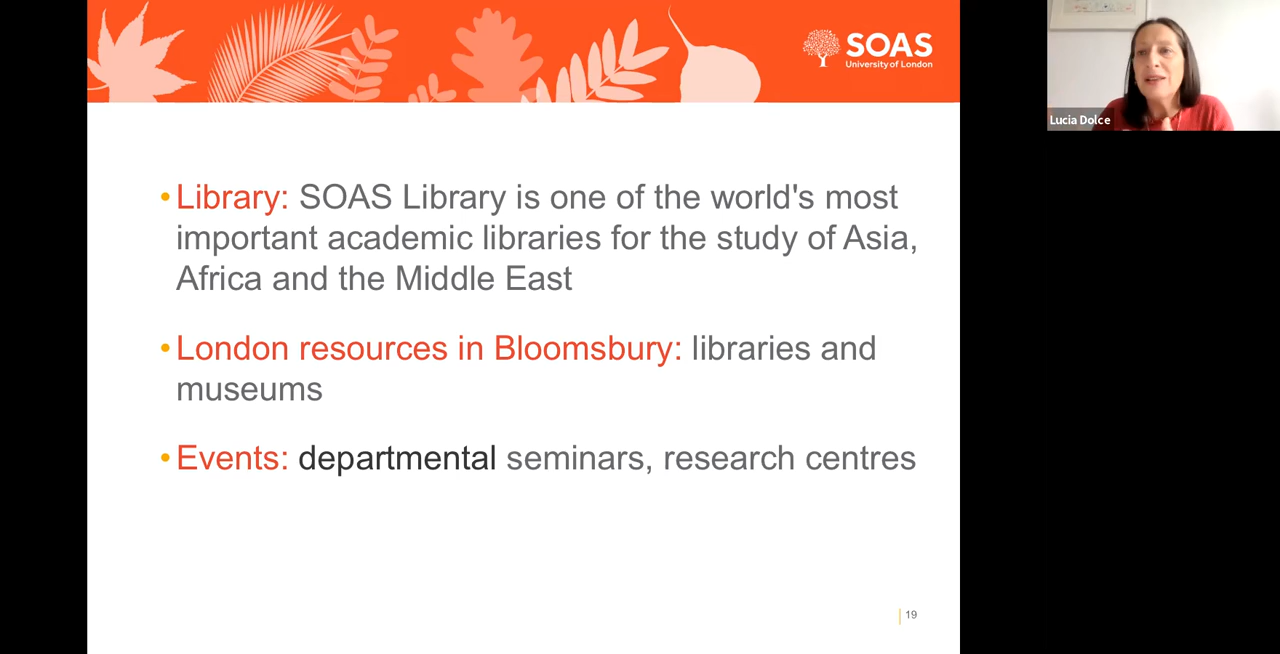 SOAS
University of London
Lucia Dolce
•Library: SOAS Library is one of the world's most
important academic libraries for the study of Asia,
Africa and the Middle East
•London resources in Bloomsbury: libraries and
museums
•Events: departmental seminars, research centres
19